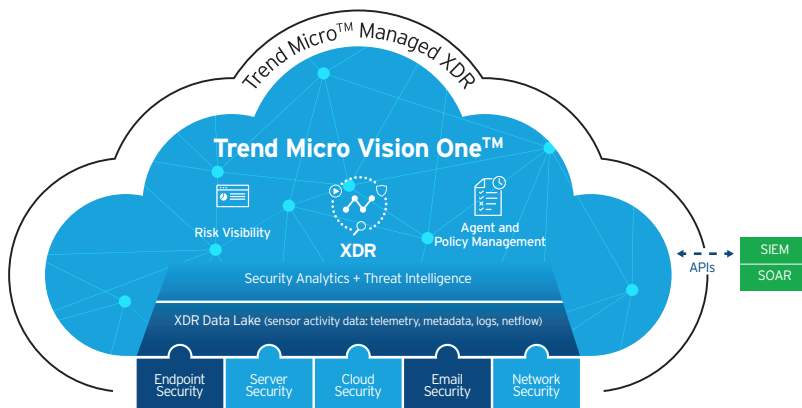 Trend Micro™ Managed XDR
Trend Micro Vision One™
Risk Visibility
XDR
Agent and
Policy Management
Security Analytics + Threat Intelligence
XDR Data Lake (sensor activity data: telemetry, metadata, logs, netflow)
Endpoint
Security
Server
Security
Cloud
Security
Email
Security
Network
Security
APIs
SIEM
SOAR